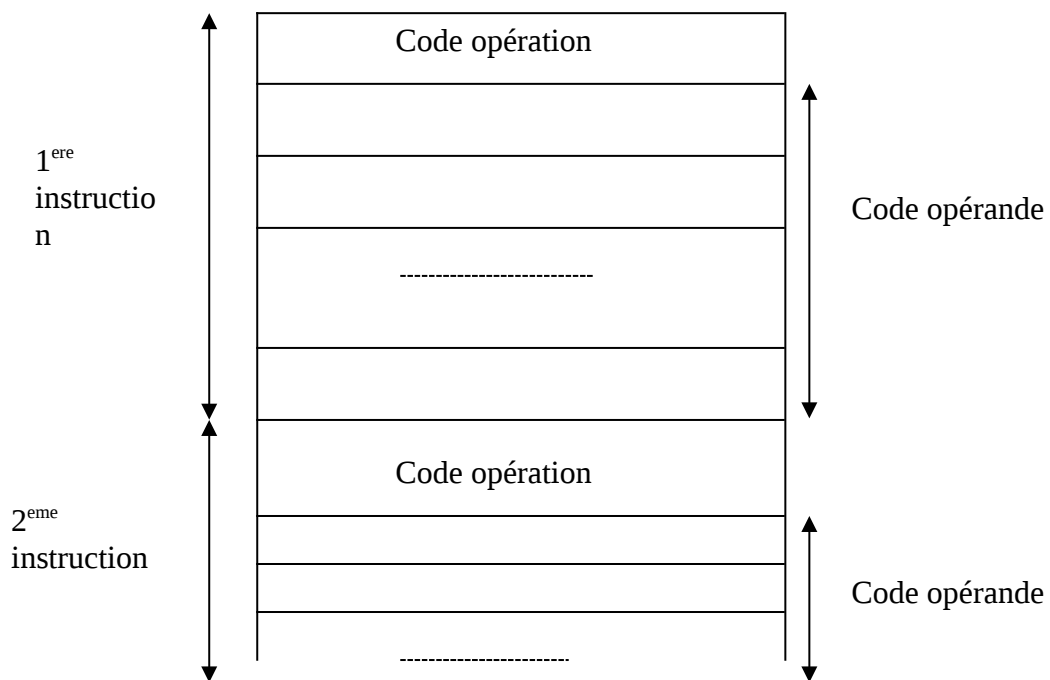 Code opération
1ere
instructio
n
Code opérande
Code opération
2eme
instruction
Code opérande